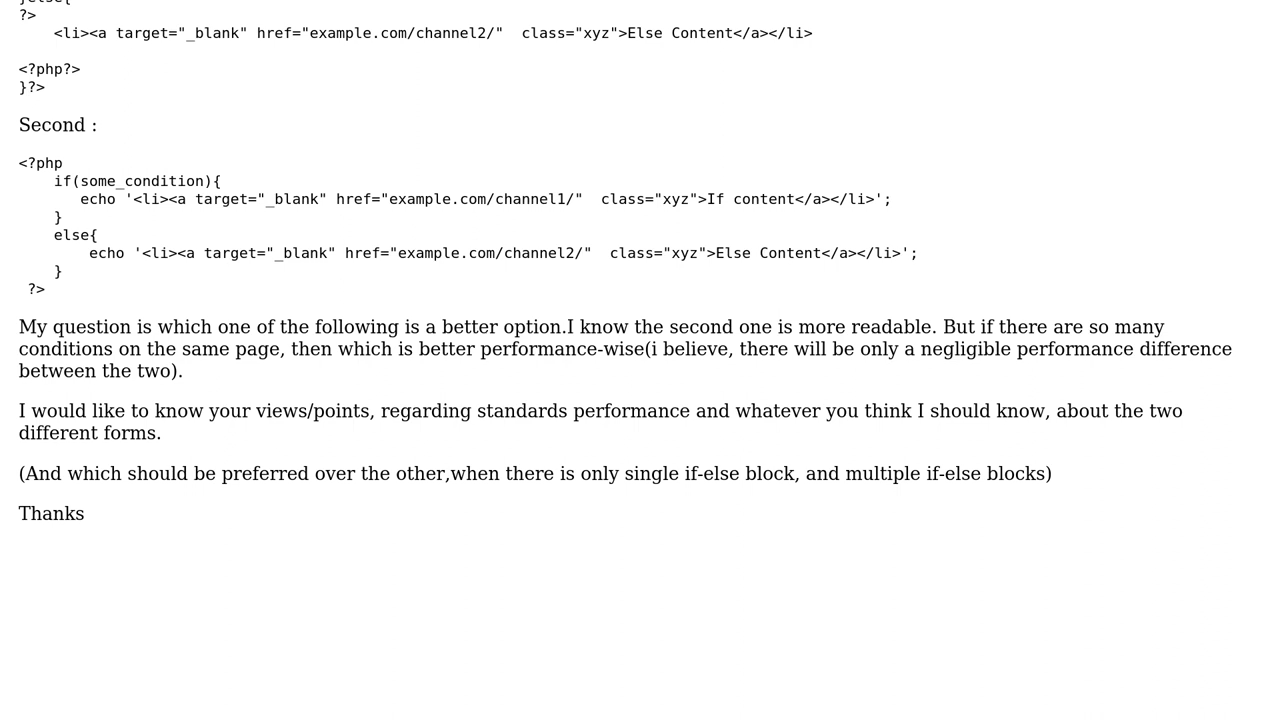 }else{
?>
    <li><a target="_blank" href="example.com/channel2/"  class="xyz">Else Content</a></li>
<?php?>
}?>
Second :
<?php
    if(some_condition){
       echo '<li><a target="_blank" href="example.com/channel1/"  class="xyz">If content</a></li>';
    }
    else{
        echo '<li><a target="_blank" href="example.com/channel2/"  class="xyz">Else Content</a></li>';
    }
 ?>
My question is which one of the following is a better option.I know the second one is more readable. But if there are so many
conditions on the same page, then which is better performance-wise(i believe, there will be only a negligible performance difference
between the two).
I would like to know your views/points, regarding standards performance and whatever you think I should know, about the two
different forms.
(And which should be preferred over the other,when there is only single if-else block, and multiple if-else blocks)
Thanks